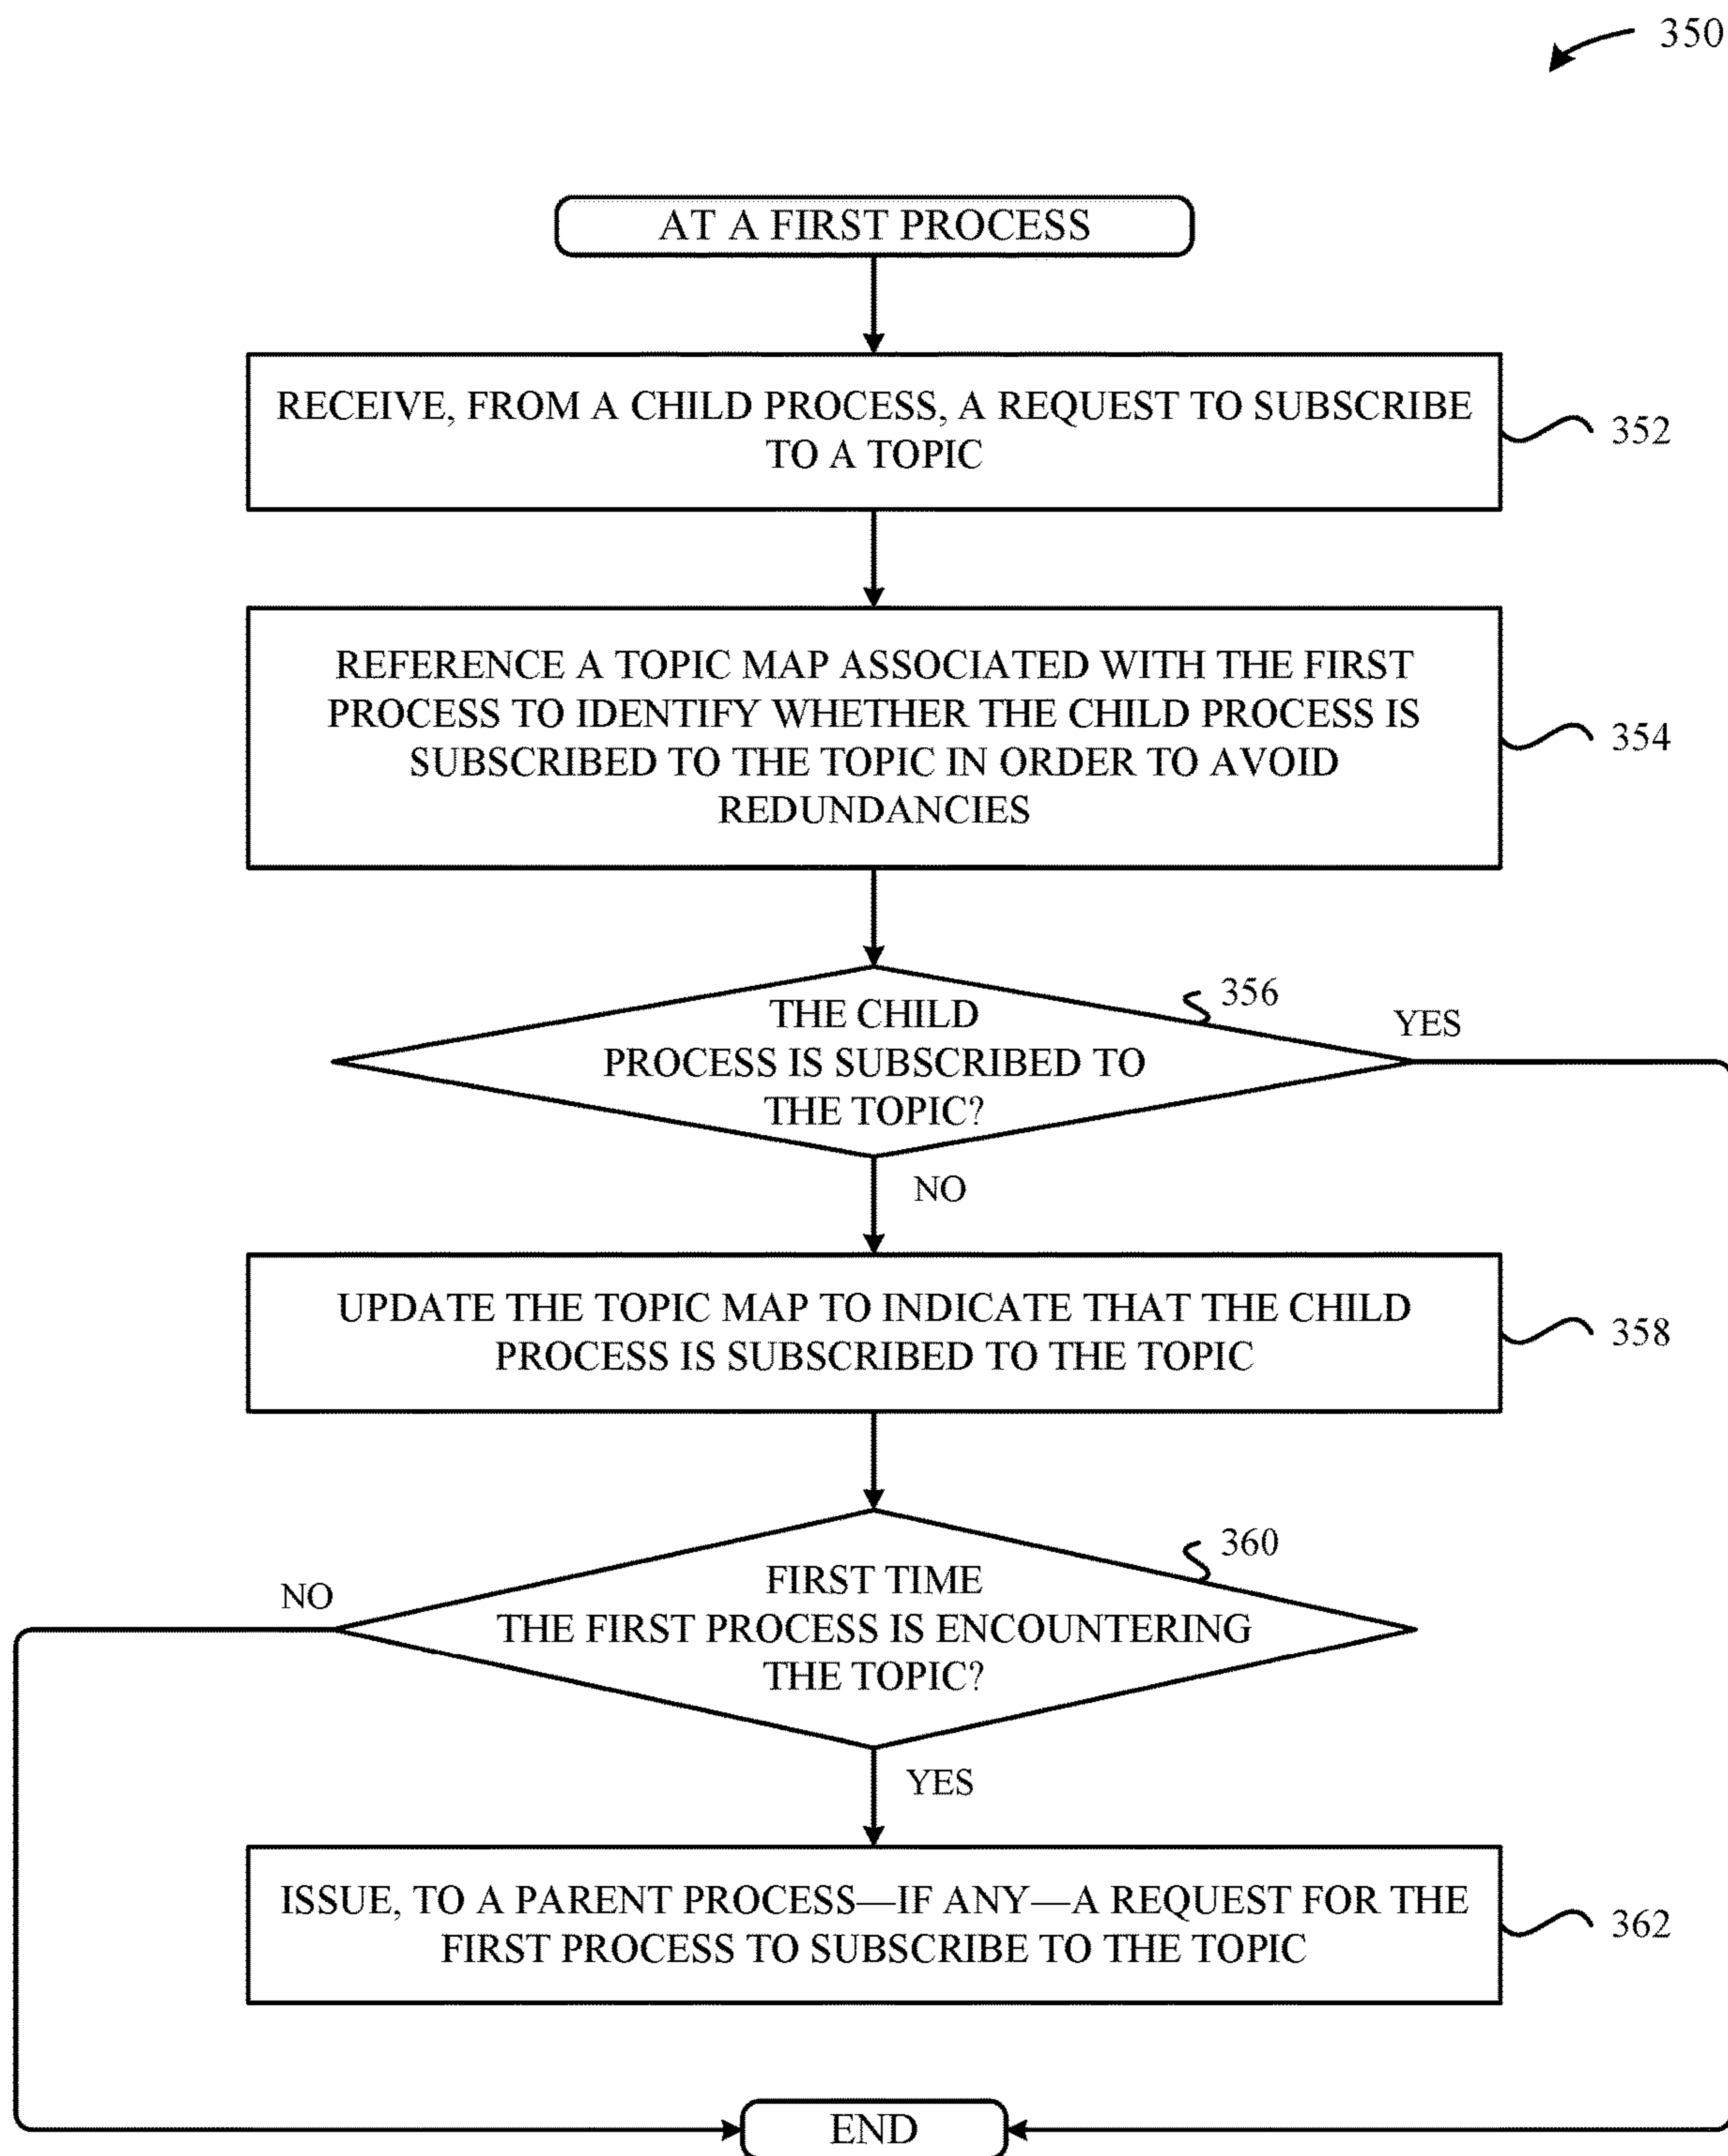 350
AT A FIRST PROCESS
RECEIVE, FROM A CHILD PROCESS, A REQUEST TO SUBSCRIBE
TO A TOPIC
352
REFERENCE A TOPIC MAP ASSOCIATED WITH THE FIRST
PROCESS TO IDENTIFY WHETHER THE CHILD PROCESS IS
SUBSCRIBED TO THE TOPIC IN ORDER TO AVOID
REDUNDANCIES
354
356
THE CHILD
PROCESS IS SUBSCRIBED TO
THE TOPIC?
YES
NO
UPDATE THE TOPIC MAP TO INDICATE THAT THE CHILD
PROCESS IS SUBSCRIBED TO THE TOPIC
358
360
FIRST TIME
THE FIRST PROCESS IS ENCOUNTERING
THE TOPIC?
NO
YES
ISSUE, TO A PARENT PROCESS—IF ANY—A REQUEST FOR THE
FIRST PROCESS TO SUBSCRIBE TO THE TOPIC
362
END